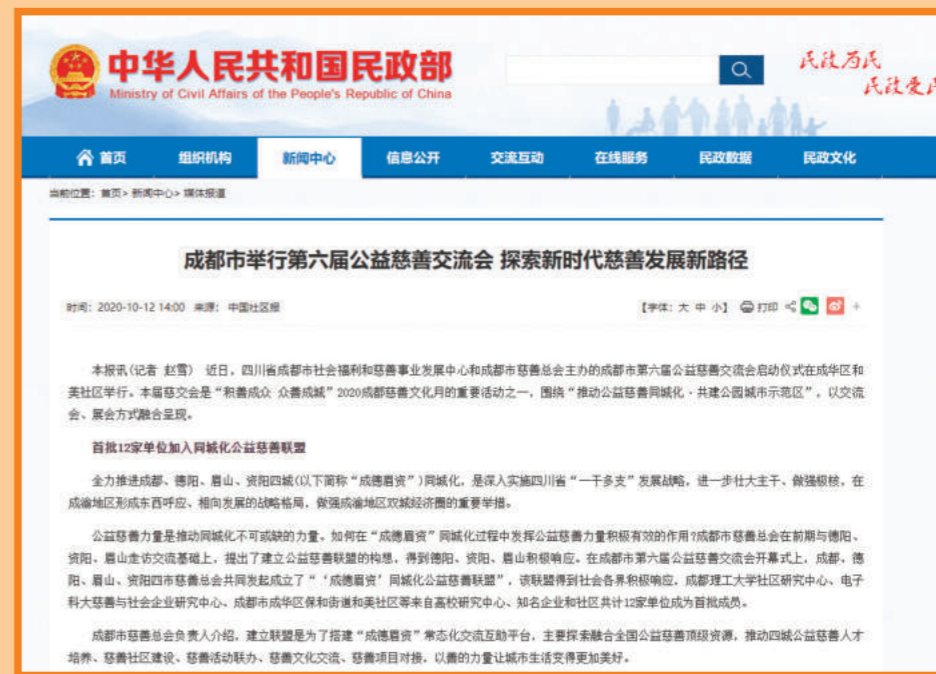 中华人民共和国民政部
Ministry of Civil Affairs of the People's Republic of China
民政为民
民政爱民
首页 组织机构 新闻中心 信息公开 交流互动 在线服务 民政数据 民政文化
当前位置：首页> 新闻中心> 媒体报道
成都市举行第六届公益慈善交流会 探索新时代慈善发展新路径
时间：2020-10-12 14:00 来源：中国社区报 【字体：大 中 小】 打印
本报讯(记者 赵雪) 近日，四川省成都市社会福利和慈善事业发展中心和成都市慈善总会主办的成都市第六届公益慈善交流会启动仪式在成华区和
美社区举行。本届慈交会是“积善成众 众善成城”2020成都慈善文化月的重要活动之一，围绕“推动公益慈善同城化·共建公园城市示范区”，以交流
会、展会方式融合呈现。
首批12家单位加入同城化公益慈善联盟
全力推进成都、德阳、眉山、资阳四城(以下简称“成德眉资”)同城化，是深入实施四川省“一干多支”发展战略，进一步壮大主干、做强极核，在
成渝地区形成东西呼应、相向发展的战略格局，做强成渝地区双城经济圈的重要举措。
公益慈善力量是推动同城化不可或缺的力量，如何在“成德眉资”同城化过程中发挥公益慈善力量积极有效的作用?成都市慈善总会在前期与德阳、
资阳、眉山走访交流基础上，提出了建立公益慈善联盟的构想，得到德阳、资阳、眉山积极响应。在成都市第六届公益慈善交流会开幕式上，成都、德
阳、眉山、资阳四市慈善总会共同发起成立了“‘成德眉资’同城化公益慈善联盟”，该联盟得到社会各界积极响应，成都理工大学社区研究中心、电子
科大慈善与社会企业研究中心、成都市成华区保和街道和美社区等来自高校研究中心、知名企业和社区共计12家单位成为首批成员。
成都市慈善总会负责人介绍，建立联盟是为了搭建“成德眉资”常态化交流互助平台，主要探索融合全国公益慈善顶级资源，推动四城公益慈善人才
培养、慈善社区建设、慈善活动联办、慈善文化交流、慈善项目对接，以善的力量让城市生活变得更加美好。